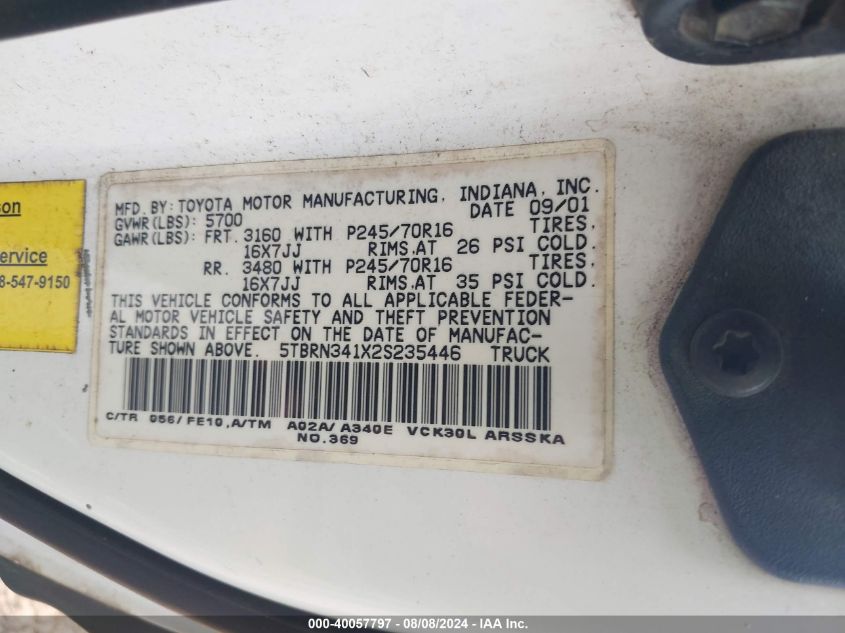 son
Service
8-547-9150
MFD. BY: TOYOTA MOTOR MANUFACTURING, INDIANA, INC.
GVWR(LBS): 5700 DATE 09/01
GAWR(LBS): FRT. 3160 WITH P245/70R16 TIRES,
16X7JJ RIMS,AT 26 PSI COLD.
RR. 3480 WITH P245/70R16 TIRES,
16X7JJ RIMS,AT 35 PSI COLD.
THIS VEHICLE CONFORMS TO ALL APPLICABLE FEDER-
AL MOTOR VEHICLE SAFETY AND THEFT PREVENTION
STANDARDS IN EFFECT ON THE DATE OF MANUFAC-
TURE SHOWN ABOVE. 5TBRN341X2S235446 TRUCK
C/TR 056/FE10,A/TM A02A/A340E VCK30L ARSSKA
NO.369
000-40057797 - 08/08/2024 - IAA Inc.